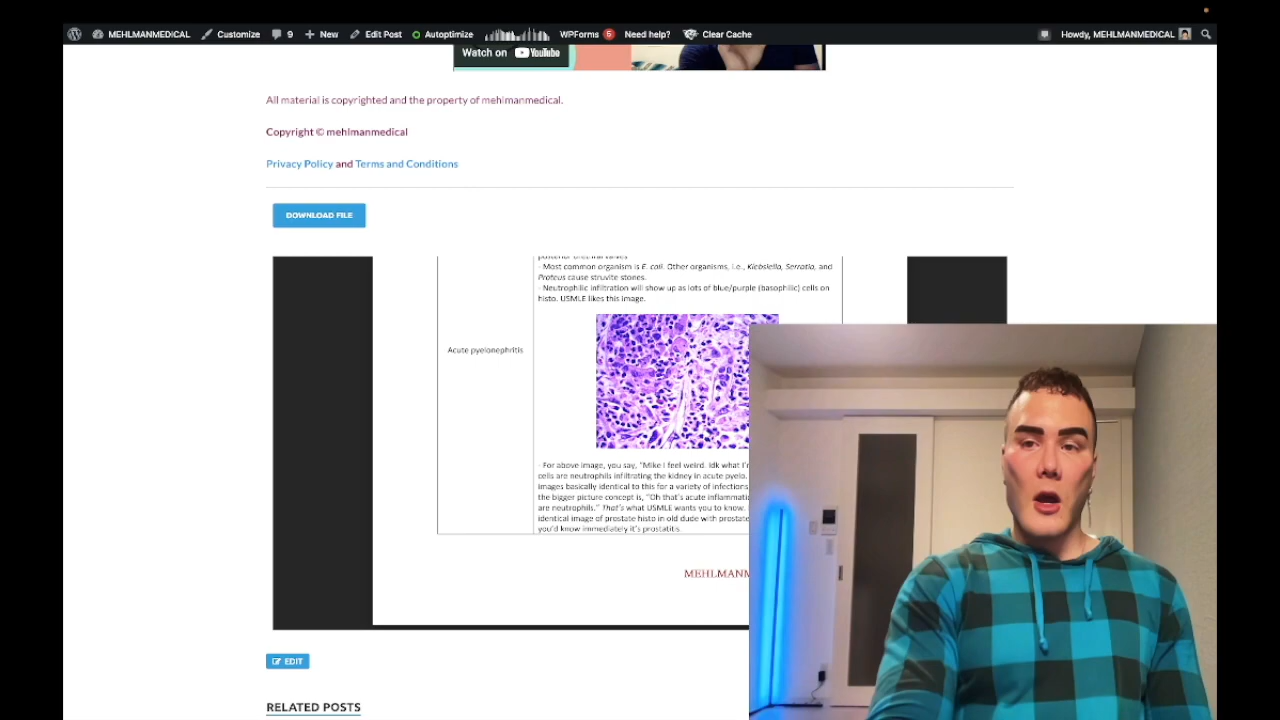 MEHLMANMEDICAL Customize 9 New Edit Post Autoptimize WPForms 5 Need help? Clear Cache Howdy, MEHLMANMEDICAL
Watch on YouTube
All material is copyrighted and the property of mehlmanmedical.
Copyright © mehlmanmedical
Privacy Policy and Terms and Conditions
DOWNLOAD FILE
- Most common organism is E. coli. Other organisms, i.e., Klebsiella, Serratia, and
Proteus cause struvite stones.
- Neutrophilic infiltration will show up as lots of blue/purple (basophilic) cells on
histo. USMLE likes this image.
Acute pyelonephritis
- For above image, you say, "Mike I feel weird. Idk what I'
cells are neutrophils infiltrating the kidney in acute pyelo.
images basically identical to this for a variety of infections
the bigger picture concept is, "Oh that's acute inflammati
are neutrophils." That's what USMLE wants you to know.
identical image of prostate histo in old dude with prostate
you'd know immediately it's prostatitis.
MEHLMANM
EDIT
RELATED POSTS